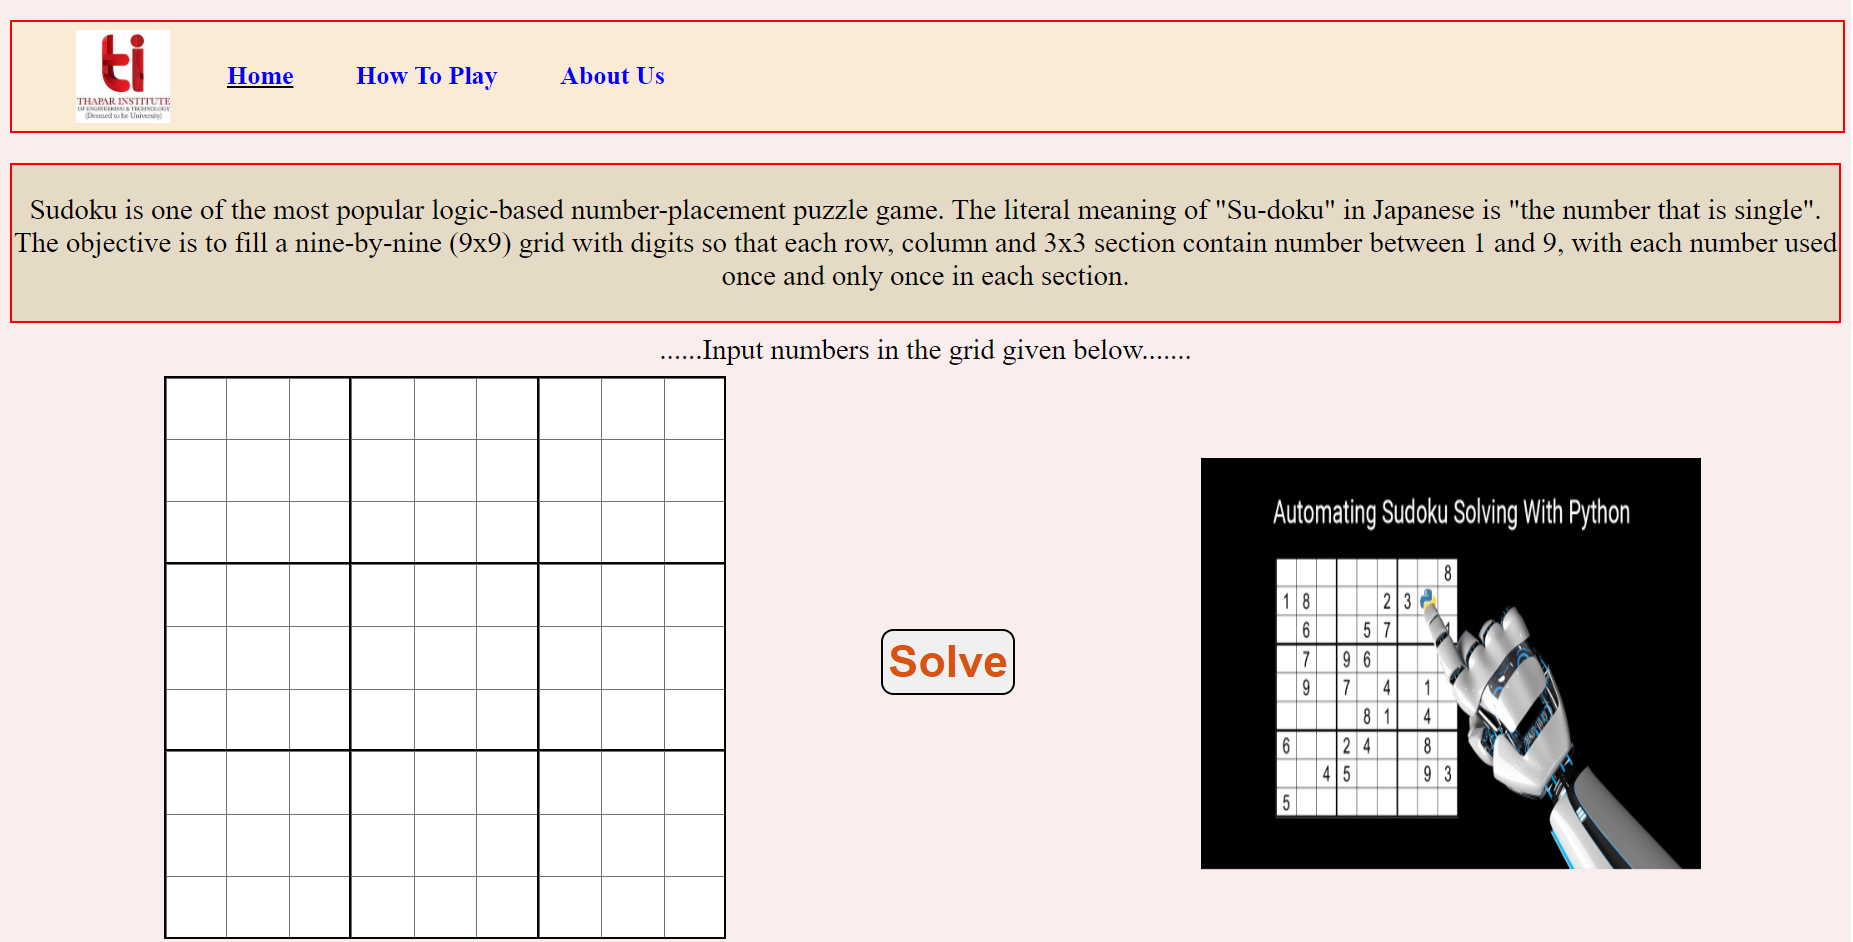 ti
THAPAR INSTITUTE
OF ENGINEERING & TECHNOLOGY
(Deemed to be University)
Home How To Play About Us
Sudoku is one of the most popular logic-based number-placement puzzle game. The literal meaning of "Su-doku" in Japanese is "the number that is single".
The objective is to fill a nine-by-nine (9x9) grid with digits so that each row, column and 3x3 section contain number between 1 and 9, with each number used
once and only once in each section.
......Input numbers in the grid given below.......
Solve
Automating Sudoku Solving With Python
8
1 8 2 3
6 5 7 1
7 9 6
9 7 4 1
8 1 4
6 2 4 8
4 5 9 3
5